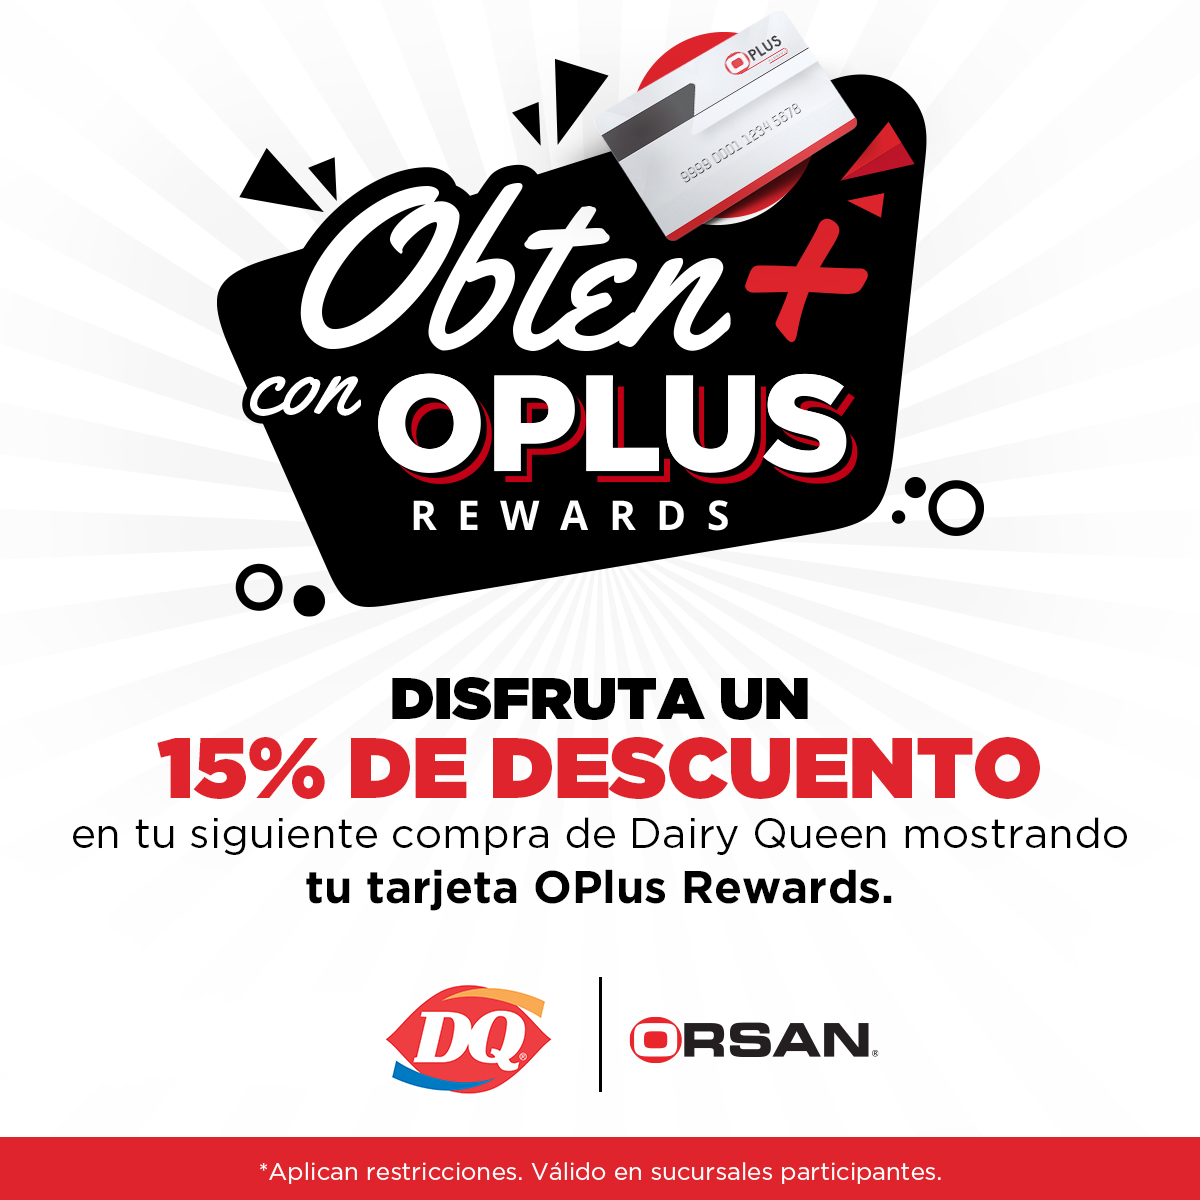 OPLUS
9999 0001 1234 5678
Obten +
con OPLUS
REWARDS
DISFRUTA UN
15% DE DESCUENTO
en tu siguiente compra de Dairy Queen mostrando
tu tarjeta OPlus Rewards.
DQ®
ORSAN®
*Aplican restricciones. Válido en sucursales participantes.